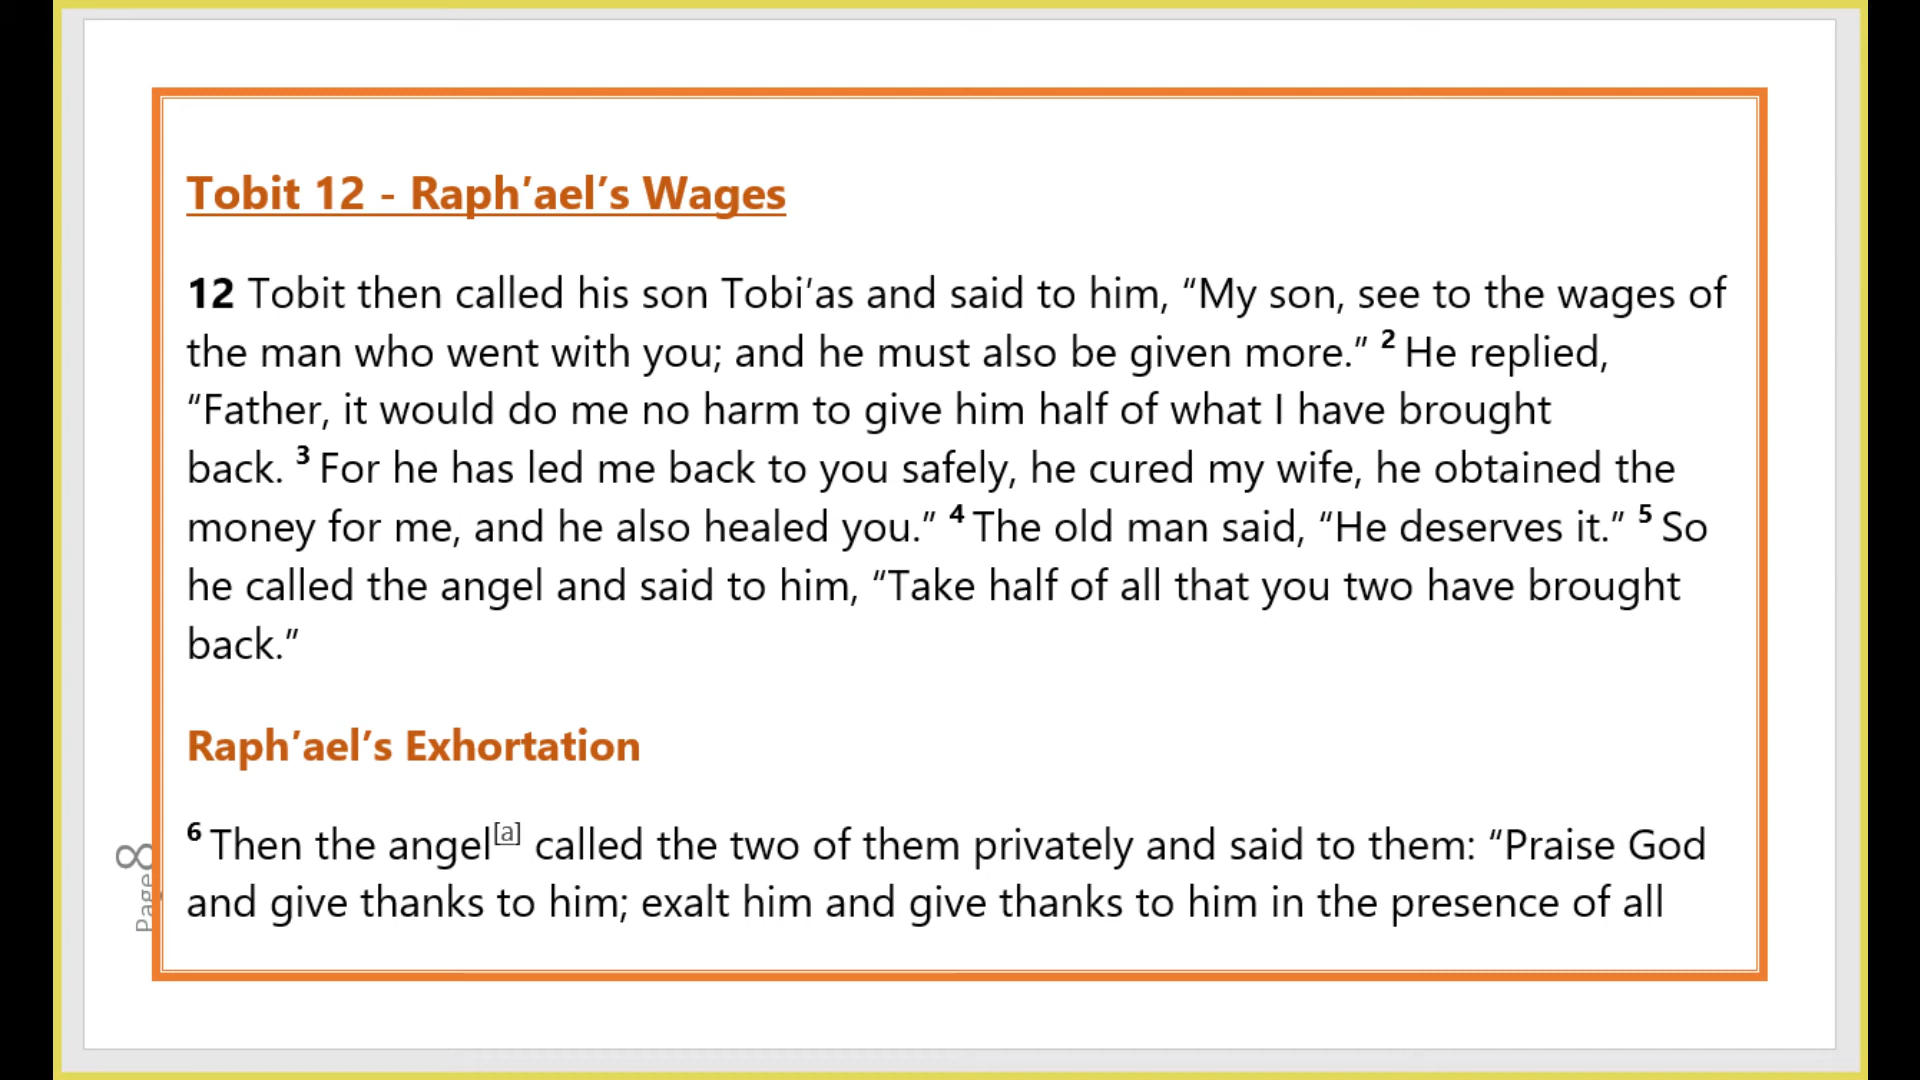 Tobit 12 - Raph′ael’s Wages
12 Tobit then called his son Tobi′as and said to him, “My son, see to the wages of
the man who went with you; and he must also be given more.” 2 He replied,
“Father, it would do me no harm to give him half of what I have brought
back. 3 For he has led me back to you safely, he cured my wife, he obtained the
money for me, and he also healed you.” 4 The old man said, “He deserves it.” 5 So
he called the angel and said to him, “Take half of all that you two have brought
back.”
Raph′ael’s Exhortation
6 Then the angel[a] called the two of them privately and said to them: “Praise God
and give thanks to him; exalt him and give thanks to him in the presence of all
Page 8